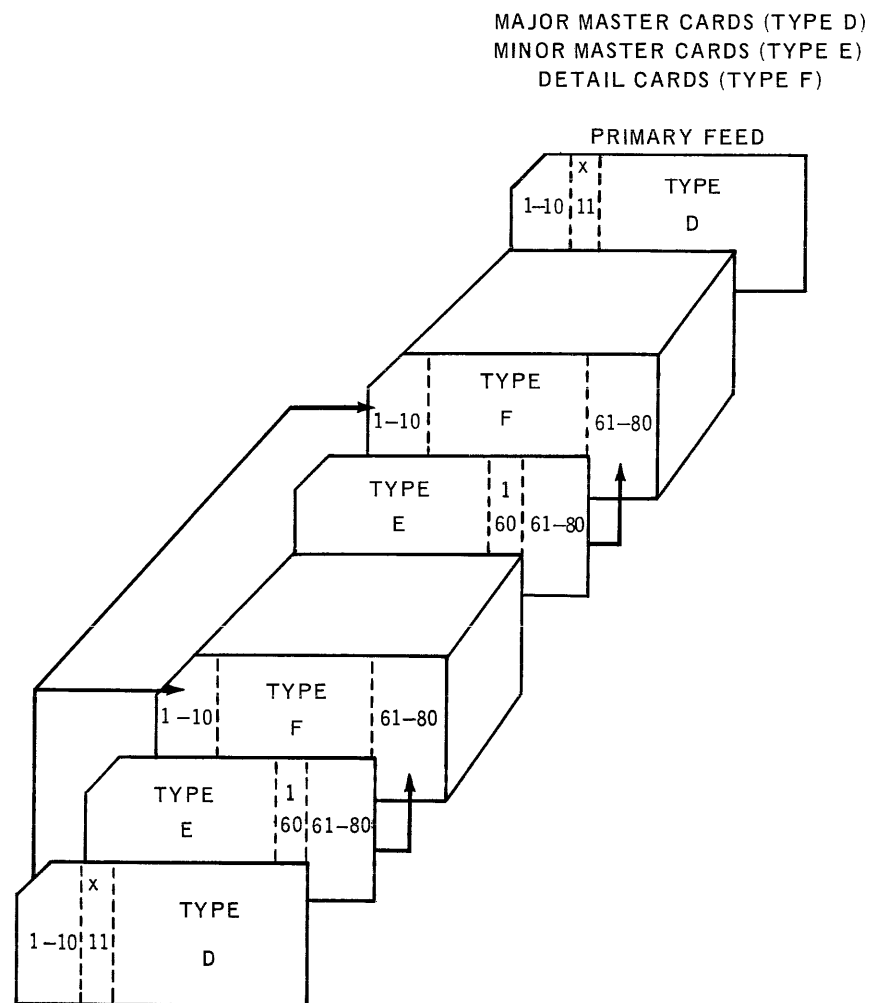 MAJOR MASTER CARDS (TYPE D)
MINOR MASTER CARDS (TYPE E)
DETAIL CARDS (TYPE F)
PRIMARY FEED
x
TYPE
1–10 11
D
TYPE
F
1–10
61–80
TYPE
1
E
60 61–80
TYPE
F
1–10
61–80
TYPE
1
E
60 61–80
x
TYPE
1–10 11
D